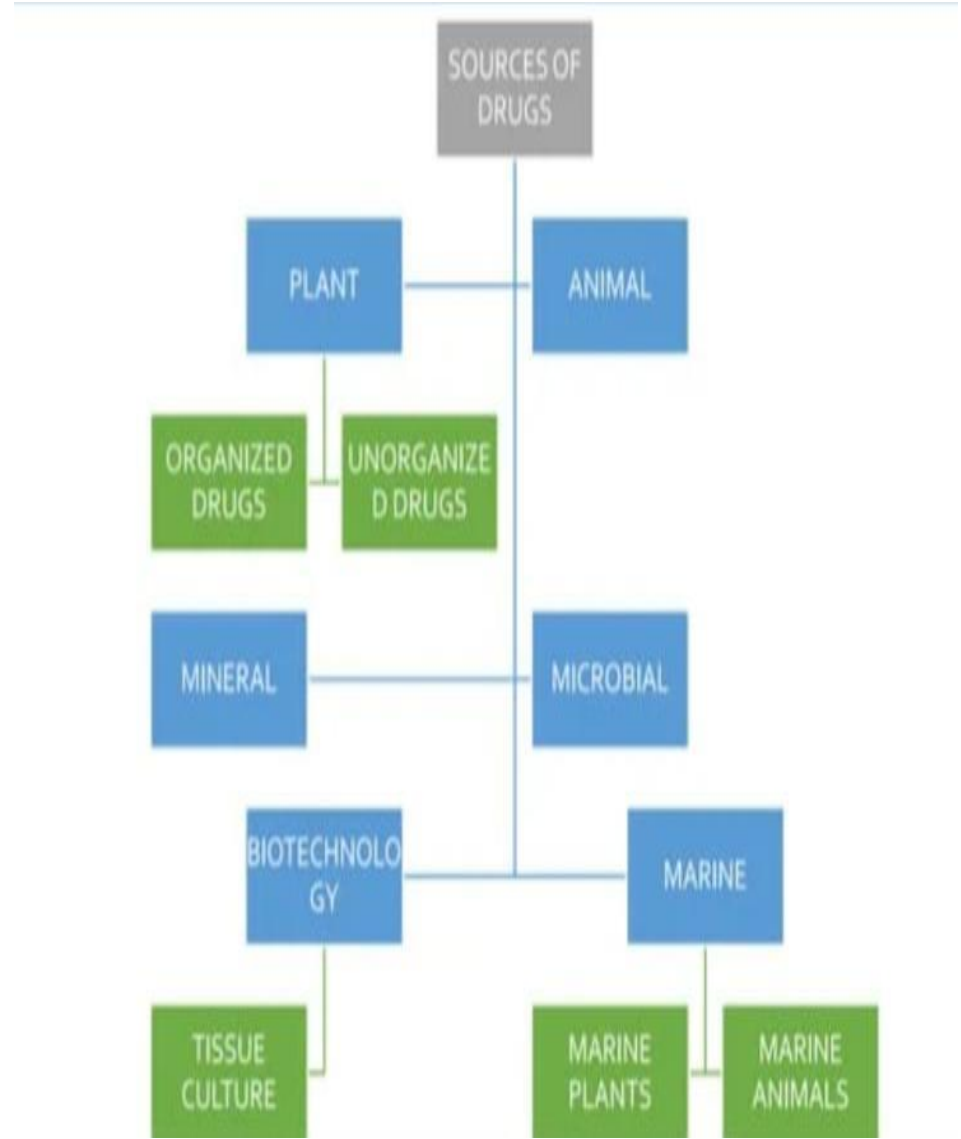 SOURCES OF
DRUGS
PLANT
ANIMAL
ORGANIZED
DRUGS
UNORGANIZE
D DRUGS
MINERAL
MICROBIAL
BIOTECHNOLO
GY
MARINE
TISSUE
CULTURE
MARINE
PLANTS
MARINE
ANIMALS